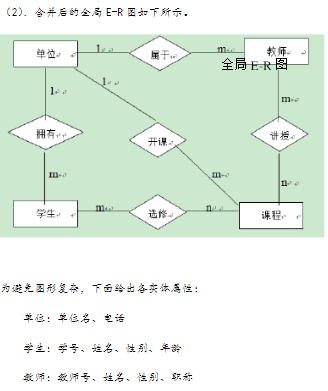 （2）．合并后的全局 E-R 图如下所示。
单位
1
属于
m
教师
全局 E-R 图
1
1
m
拥有
开课
讲授
m
m
n
学生
m
选修
n
课程
为避免图形复杂，下面给出各实体属性：
单位：单位名、电话
学生：学号、姓名、性别、年龄
教师：教师号、姓名、性别、职称